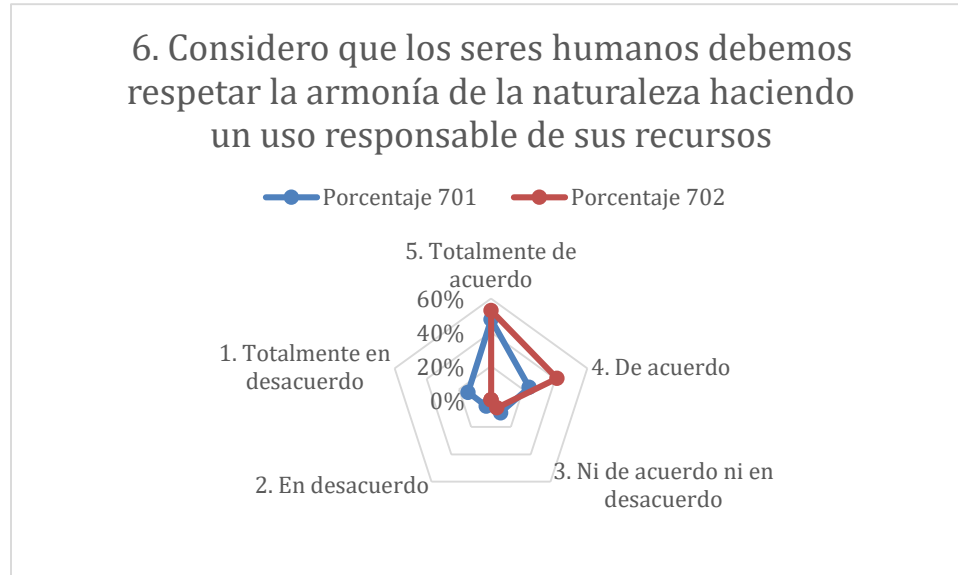 6. Considero que los seres humanos debemos
respetar la armonía de la naturaleza haciendo
un uso responsable de sus recursos
Porcentaje 701
Porcentaje 702
5. Totalmente de
acuerdo
60%
40%
20%
0%
1. Totalmente en
desacuerdo
4. De acuerdo
2. En desacuerdo
3. Ni de acuerdo ni en
desacuerdo